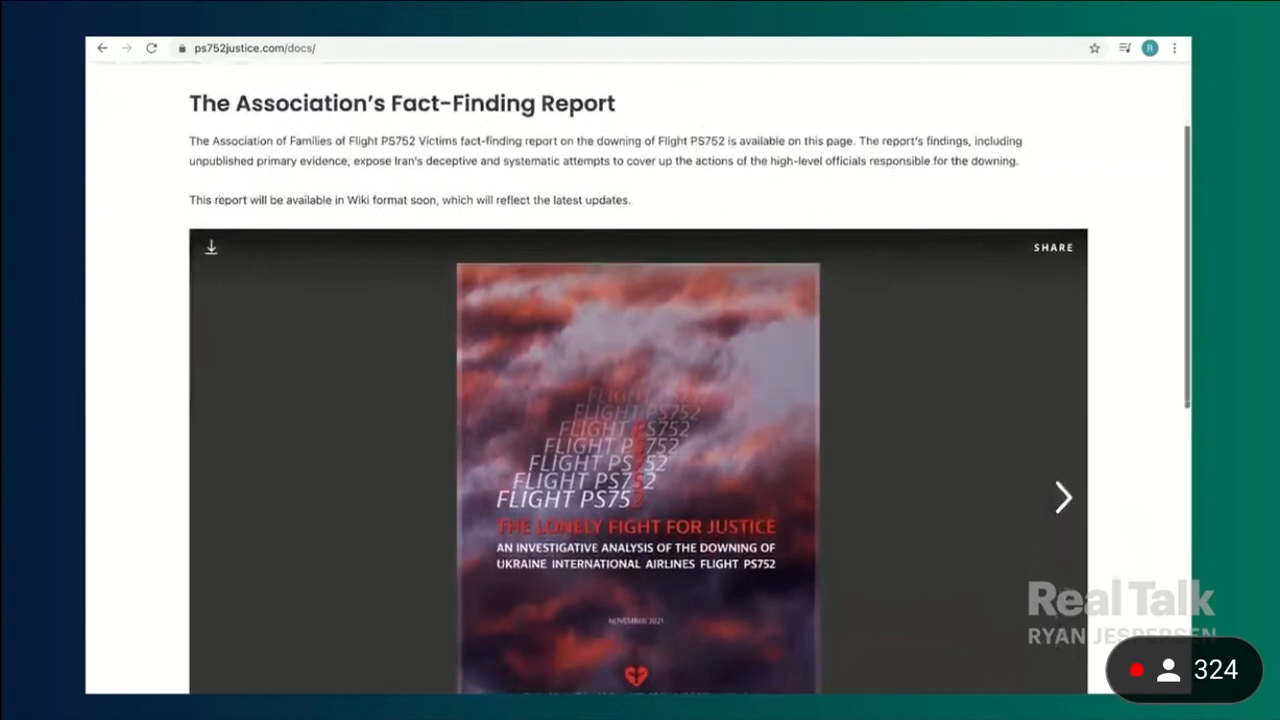 ps752justice.com/docs/
R
The Association's Fact-Finding Report
The Association of Families of Flight PS752 Victims fact-finding report on the downing of Flight PS752 is available on this page. The report's findings, including
unpublished primary evidence, expose Iran's deceptive and systematic attempts to cover up the actions of the high-level officials responsible for the downing.
This report will be available in Wiki format soon, which will reflect the latest updates.
SHARE
FLIGHT PS752
FLIGHT PS752
FLIGHT PS752
FLIGHT PS752
FLIGHT PS752
FLIGHT PS752
FLIGHT PS752
THE LONELY FIGHT FOR JUSTICE
AN INVESTIGATIVE ANALYSIS OF THE DOWNING OF
UKRAINE INTERNATIONAL AIRLINES FLIGHT PS752
NOVEMBER 2021
Real Talk
RYAN JESPERSEN
324